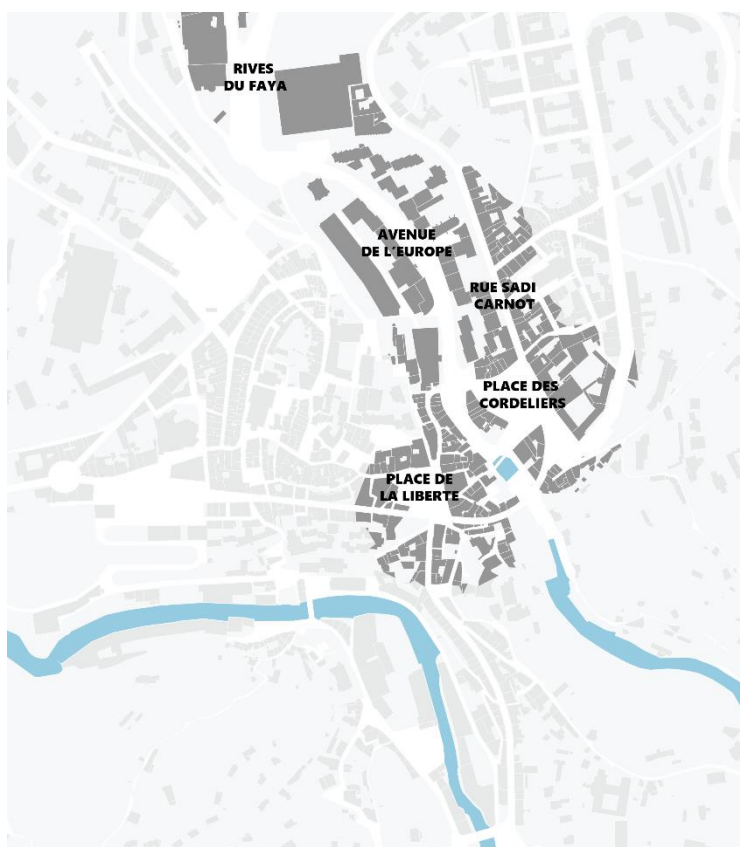 RIVES
DU FAYA
AVENUE
DE L'EUROPE
RUE SADI
CARNOT
PLACE DES
CORDELIERS
PLACE DE
LA LIBERTE